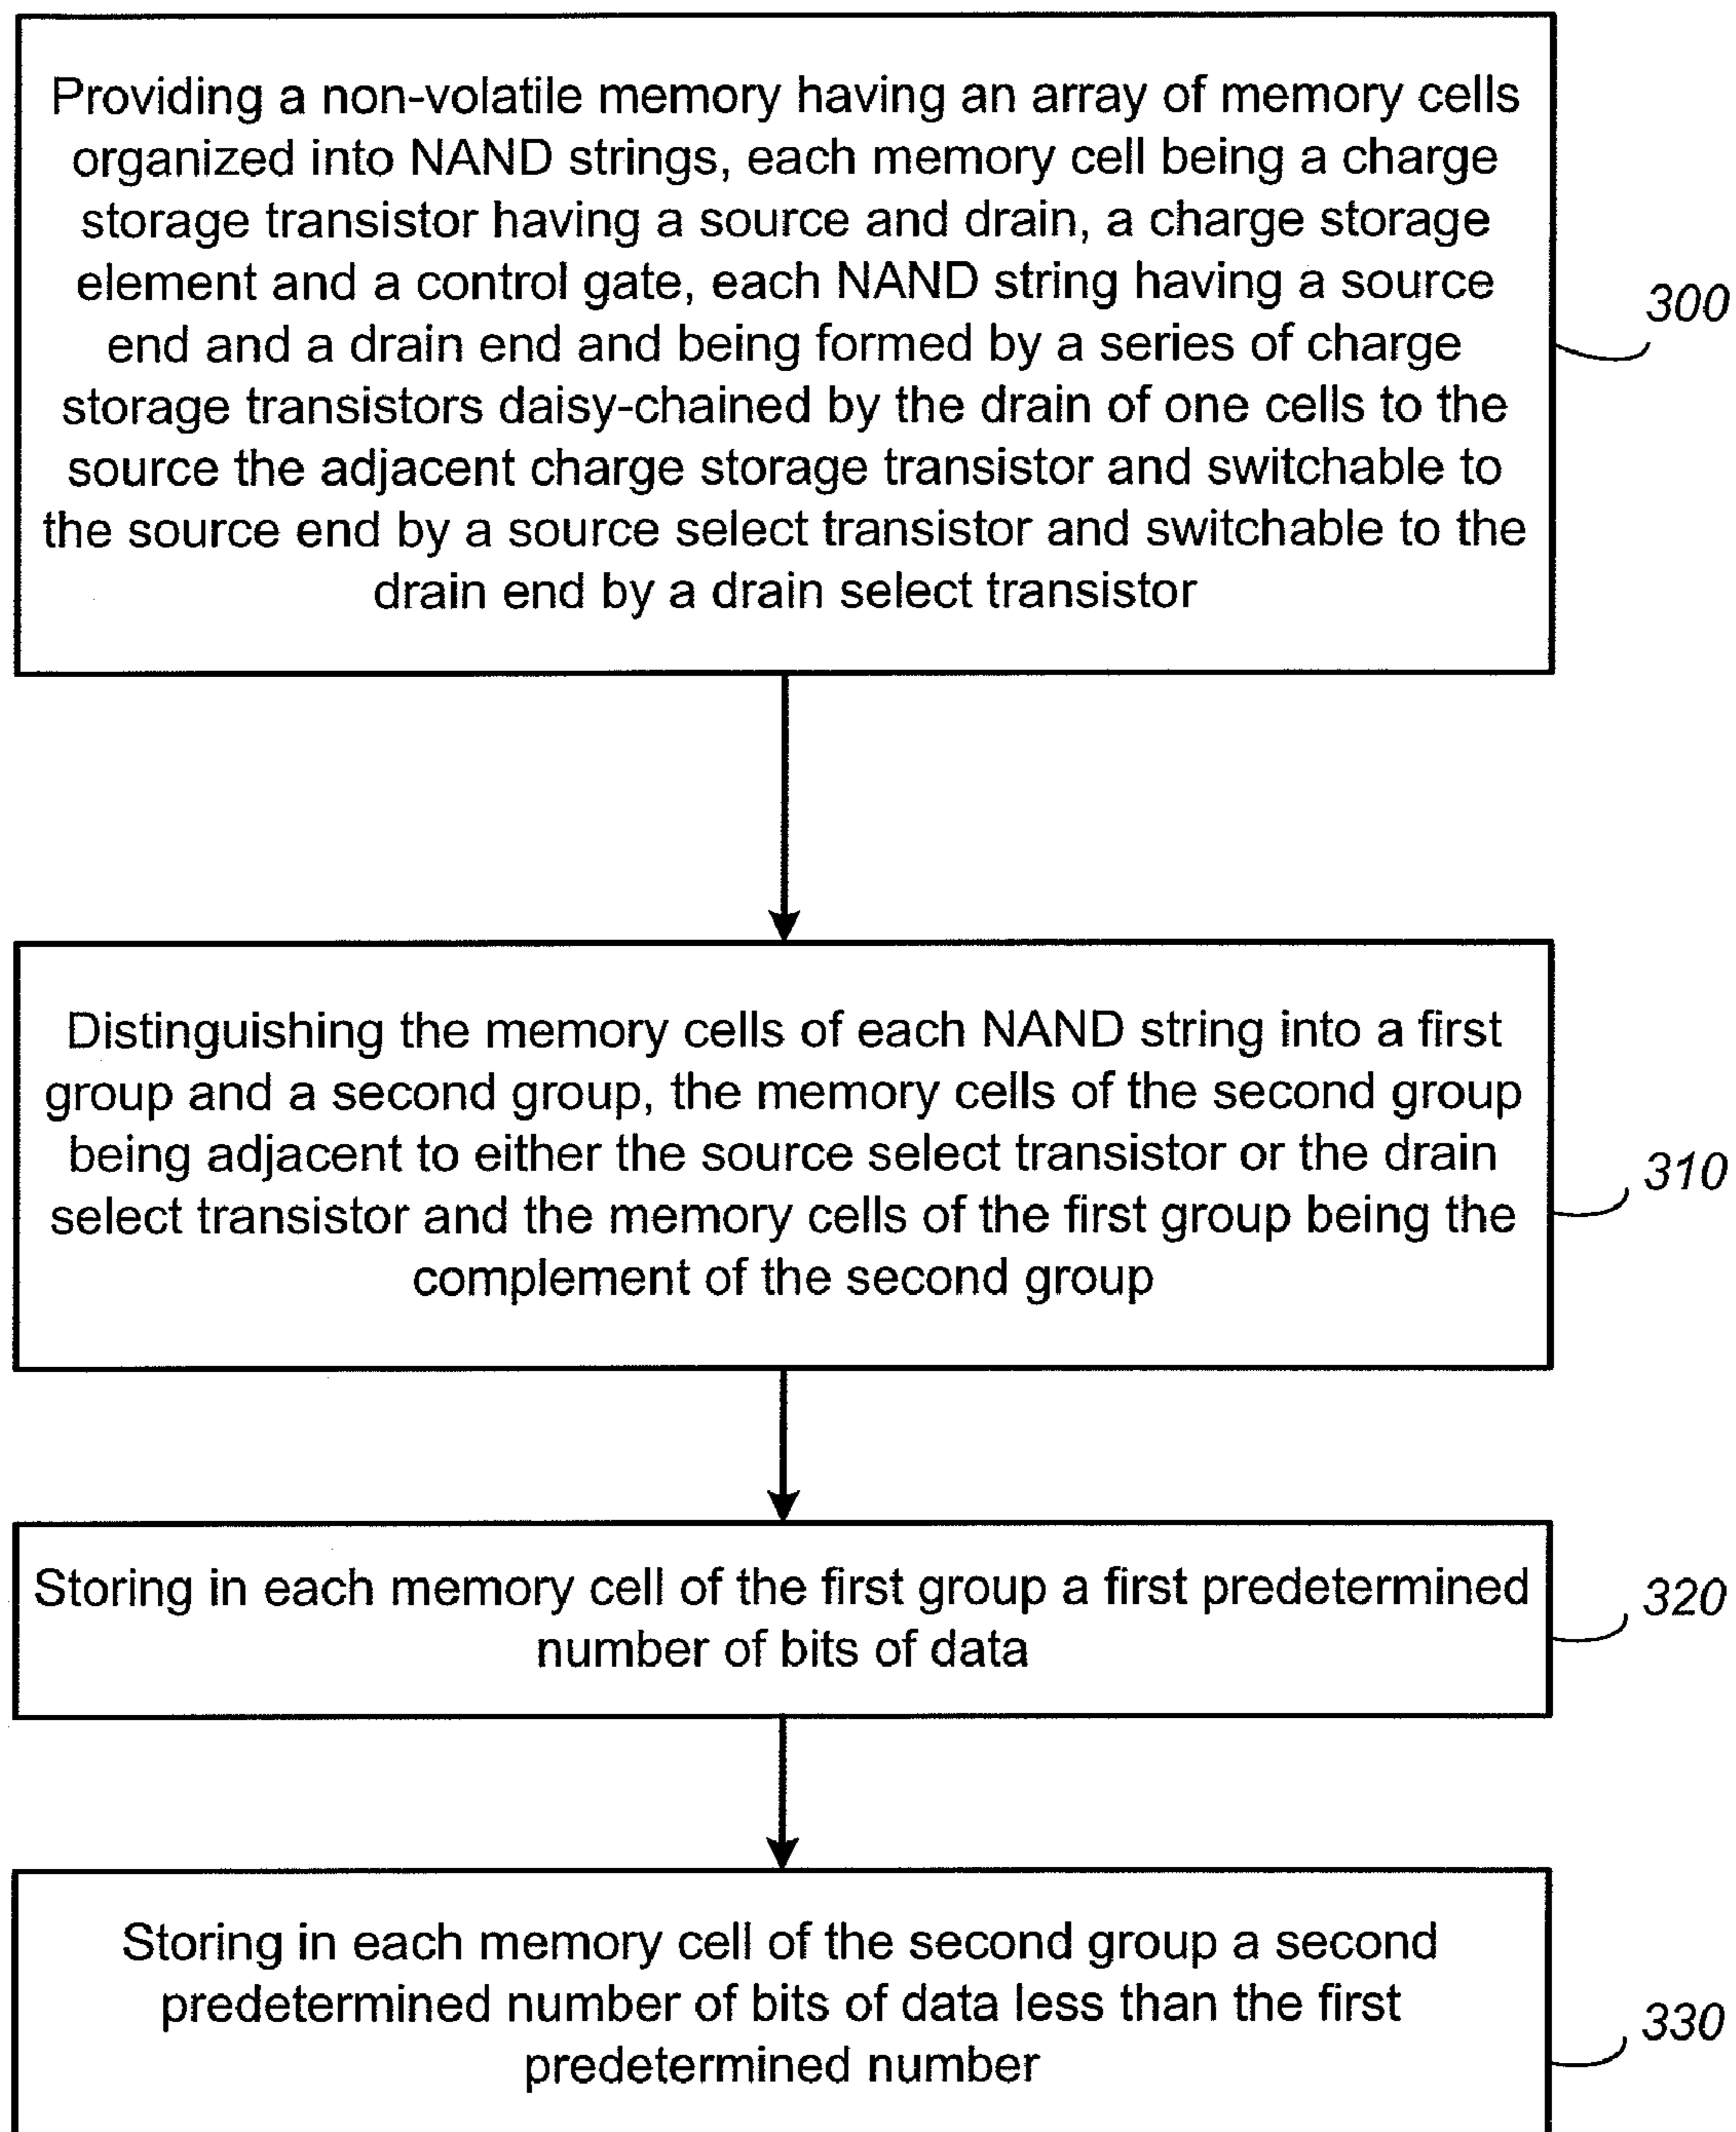 Providing a non-volatile memory having an array of memory cells
organized into NAND strings, each memory cell being a charge
storage transistor having a source and drain, a charge storage
element and a control gate, each NAND string having a source
end and a drain end and being formed by a series of charge
storage transistors daisy-chained by the drain of one cells to the
source the adjacent charge storage transistor and switchable to
the source end by a source select transistor and switchable to the
drain end by a drain select transistor
300
Distinguishing the memory cells of each NAND string into a first
group and a second group, the memory cells of the second group
being adjacent to either the source select transistor or the drain
select transistor and the memory cells of the first group being the
complement of the second group
310
Storing in each memory cell of the first group a first predetermined
number of bits of data
320
Storing in each memory cell of the second group a second
predetermined number of bits of data less than the first
predetermined number
330